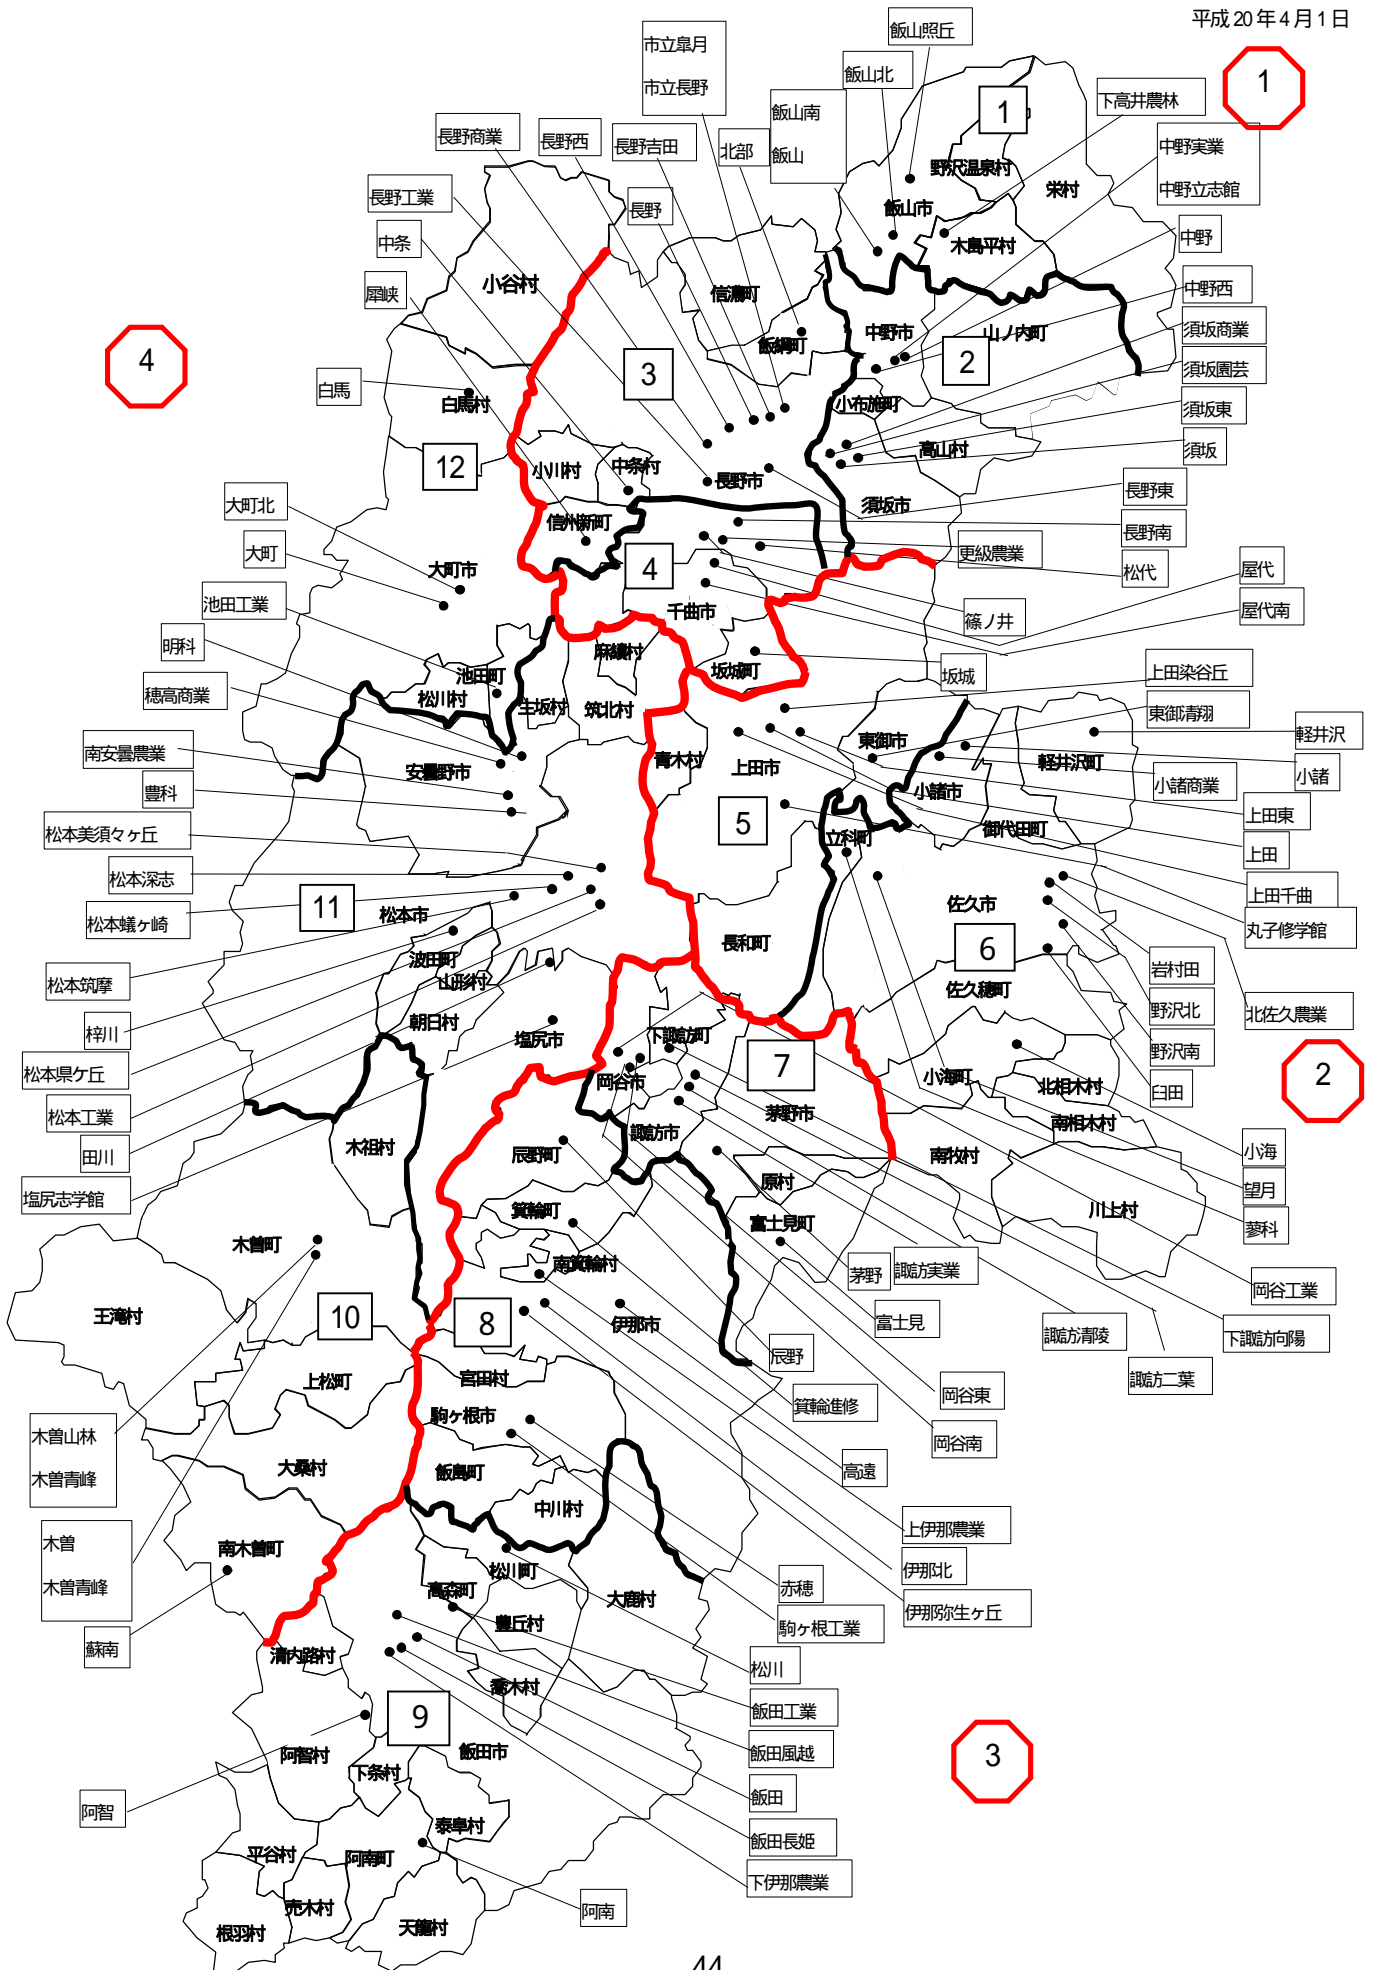 平成20年4月1日
市立皐月
市立長野
飯山照丘
飯山北
1
1
下高井農林
飯山南
飯山
長野商業
長野西
長野吉田
北部
中野実業
中野立志館
野沢温泉村
栄村
飯山市
長野工業
長野
中条
中野
木島平村
犀峡
小谷村
信濃町
中野西
中野市
山ノ内町
須坂商業
飯綱町
4
3
2
須坂園芸
白馬
白馬村
小布施町
須坂東
高山村
須坂
12
小川村
中条村
長野市
長野東
大町北
須坂市
信州新町
長野南
大町
更級農業
4
松代
屋代
大町市
池田工業
千曲市
篠ノ井
屋代南
明科
麻績村
坂城町
坂城
上田染谷丘
池田町
穂高商業
松川村
生坂村
筑北村
東御清翔
南安曇農業
青木村
東御市
軽井沢
上田市
安曇野市
軽井沢町
小諸
小諸商業
豊科
小諸市
上田東
松本美須々ヶ丘
5
立科町
御代田町
上田
松本深志
上田千曲
11
松本市
佐久市
松本蟻ヶ崎
丸子修学館
長和町
6
波田町
岩村田
松本筑摩
山形村
佐久穂町
野沢北
北佐久農業
梓川
朝日村
塩尻市
下諏訪町
野沢南
松本県ケ丘
岡谷市
7
小海町
北相木村
臼田
2
松本工業
茅野市
南相木村
田川
木祖村
諏訪市
小海
辰野町
南牧村
塩尻志学館
原村
望月
箕輪町
川上村
富士見町
蓼科
木曽町
南箕輪村
茅野
諏訪実業
岡谷工業
王滝村
10
8
伊那市
富士見
諏訪清陵
下諏訪向陽
辰野
諏訪二葉
宮田村
上松町
岡谷東
箕輪進修
駒ヶ根市
木曽山林
木曽青峰
岡谷南
大桑村
飯島町
高遠
中川村
上伊那農業
木曽
木曽青峰
南木曽町
松川町
伊那北
高森町
大鹿村
赤穂
豊丘村
伊那弥生ヶ丘
駒ヶ根工業
蘇南
清内路村
松川
喬木村
飯田工業
9
飯田市
飯田風越
3
阿智村
下条村
飯田
阿智
泰阜村
飯田長姫
平谷村
阿南町
下伊那農業
売木村
阿南
根羽村
天龍村
44